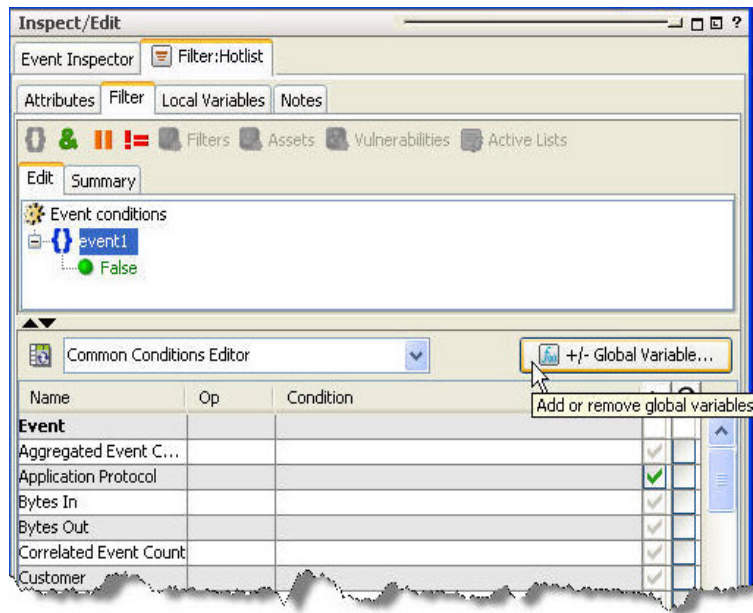 Inspect/Edit
?
Event Inspector Filter:Hotlist
Attributes Filter Local Variables Notes
{} & || != Filters Assets Vulnerabilities Active Lists
Edit Summary
Event conditions
{} event1
False
Common Conditions Editor +/- Global Variable...
Name Op Condition
Add or remove global variables
Event
Aggregated Event C...
Application Protocol
Bytes In
Bytes Out
Correlated Event Count
Customer